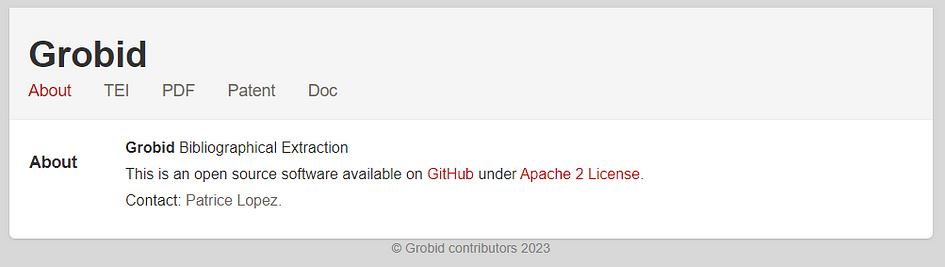 Grobid
About TEI PDF Patent Doc
About
Grobid Bibliographical Extraction
This is an open source software available on GitHub under Apache 2 License.
Contact: Patrice Lopez.
© Grobid contributors 2023